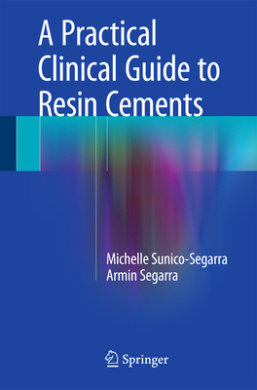 A Practical
Clinical Guide to
Resin Cements
Michelle Sunico-Segarra
Armin Segarra
Springer